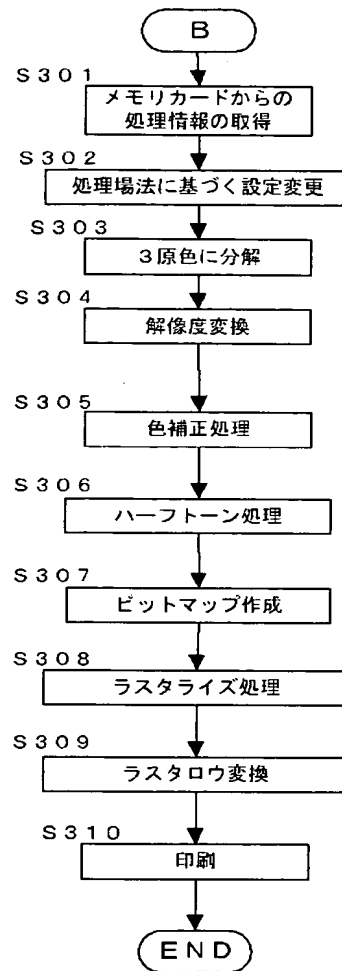 B
S301
メモリカードからの
処理情報の取得
S302
処理場法に基づく設定変更
S303
3原色に分解
S304
解像度変換
S305
色補正処理
S306
ハーフトーン処理
S307
ビットマップ作成
S308
ラスタライズ処理
S309
ラスタロウ変換
S310
印刷
END